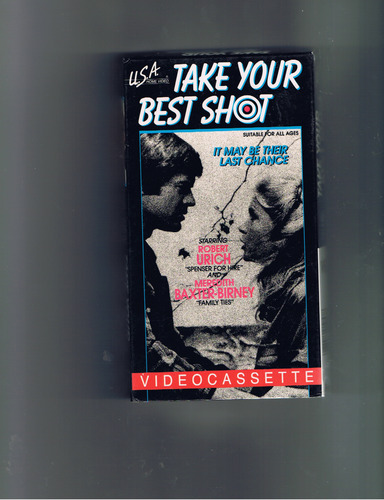 U.S.A.
HOME VIDEO
TAKE YOUR
BEST SHOT
SUITABLE FOR ALL AGES
IT MAY BE THEIR
LAST CHANCE
STARRING
ROBERT
URICH
"SPENSER FOR HIRE"
AND
MEREDITH
BAXTER-BIRNEY
"FAMILY TIES"
VIDEOCASSETTE